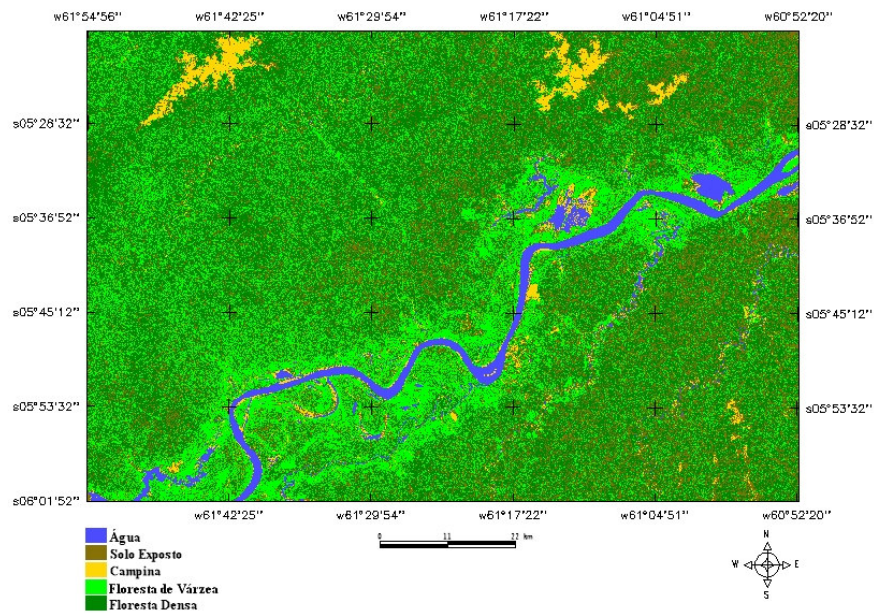 w61°54'56'' w61°42'25'' w61°29'54'' w61°17'22'' w61°04'51'' w60°52'20''
s05°28'32'' s05°28'32''
s05°36'52'' s05°36'52''
s05°45'12'' s05°45'12''
s05°53'32'' s05°53'32''
s06°01'52'' s06°01'52''
w61°42'25'' w61°29'54'' w61°17'22'' w61°04'51'' w60°52'20''
Água
Solo Exposto
Campina
Floresta de Várzea
Floresta Densa
0 11 22 km
N
W E
S